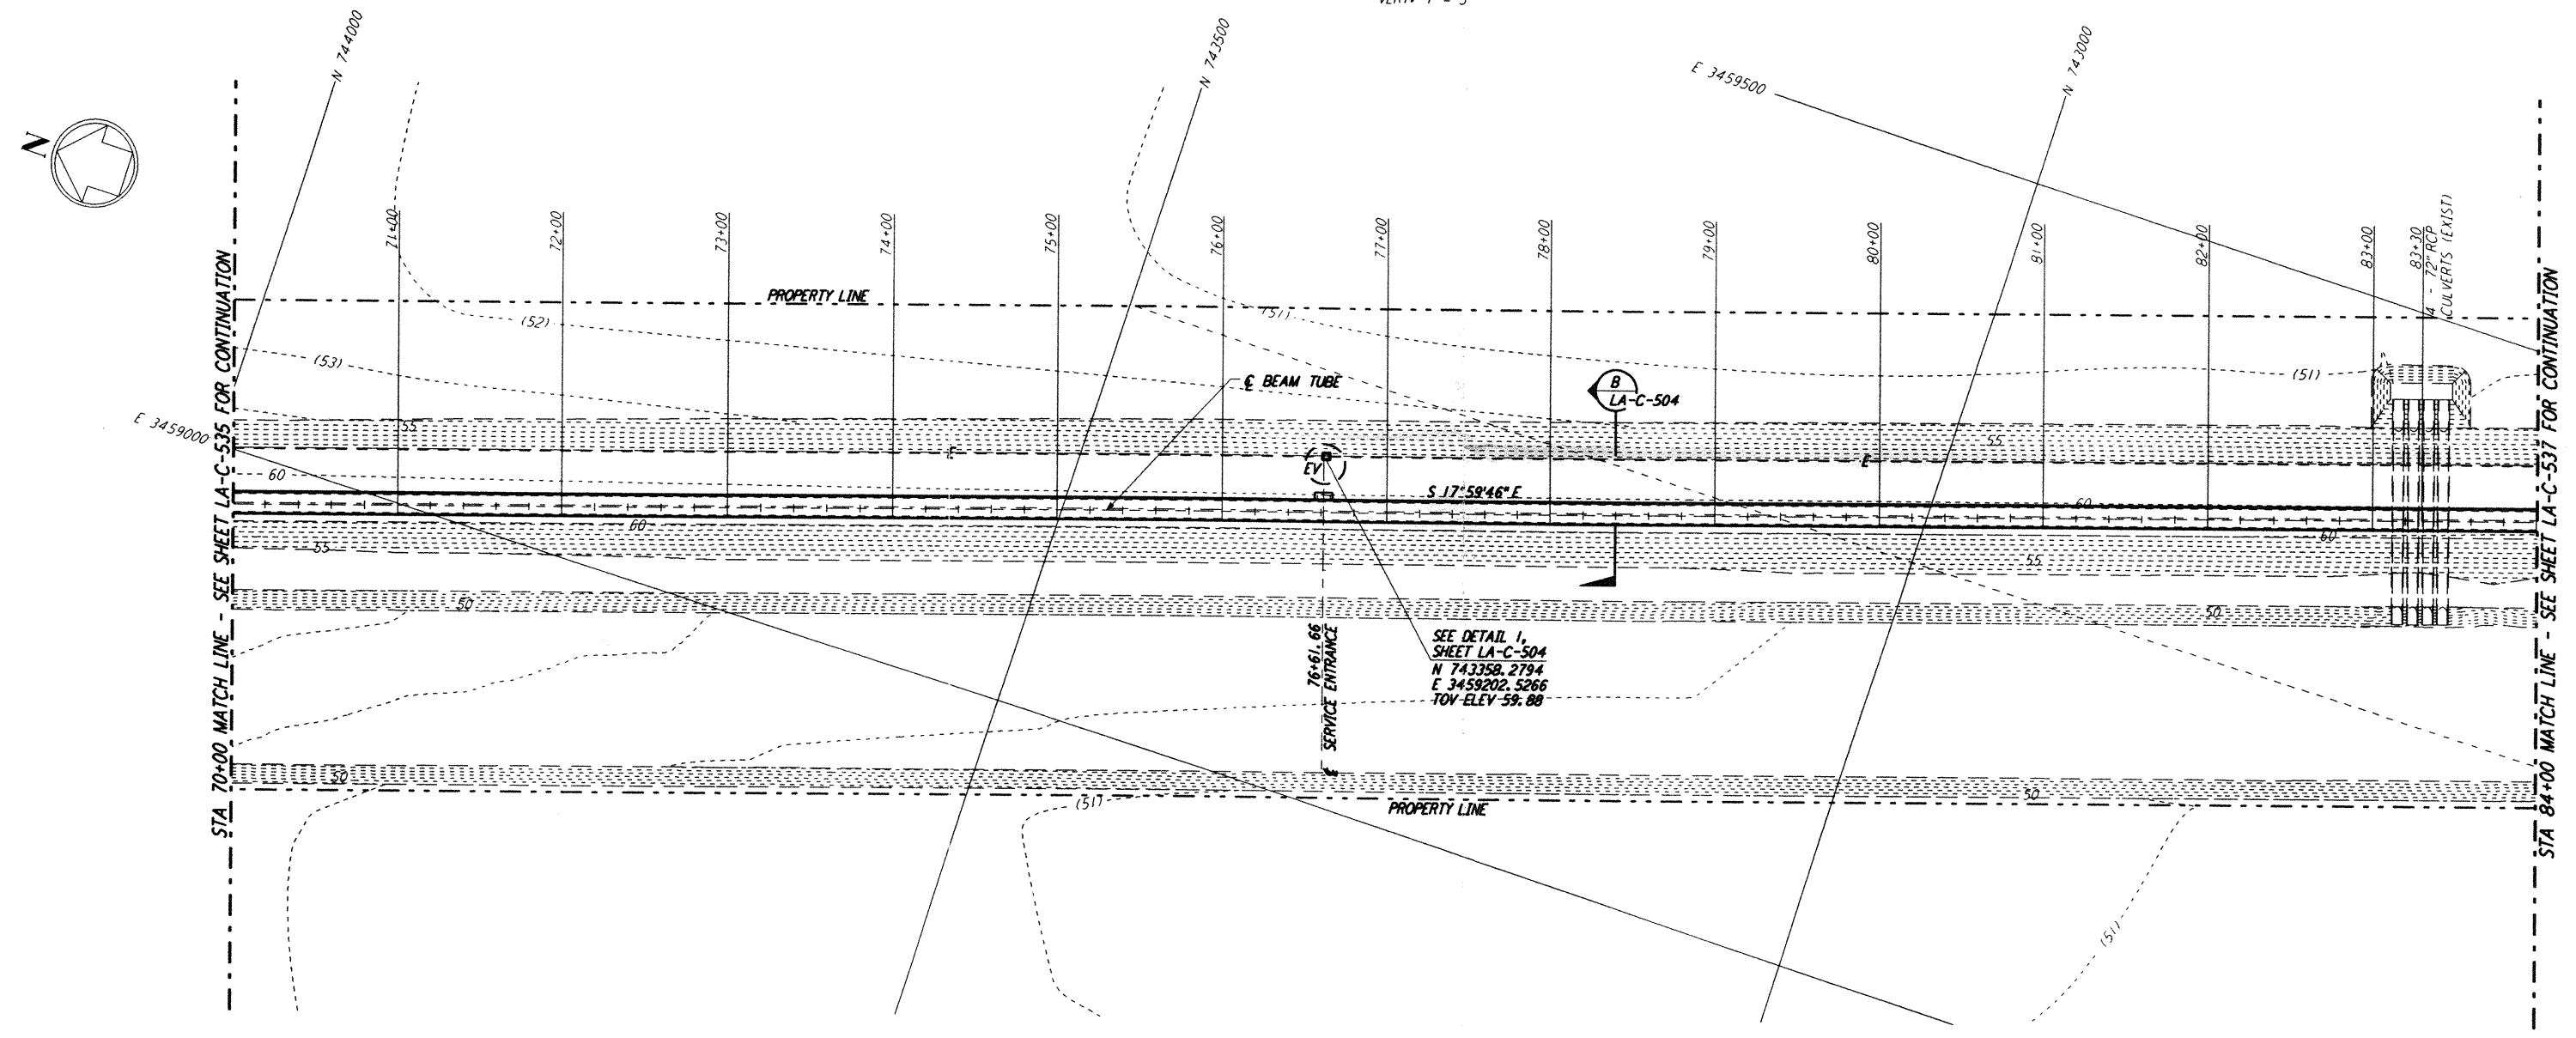 N 744000
N 743500
E 3459500
N 743000
N
71+00
72+00
73+00
74+00
75+00
76+00
77+00
78+00
79+00
80+00
81+00
82+00
83+00
83+30
4 - 72" RCP
CULVERTS (EXIST)
PROPERTY LINE
(52)
(51)
(53)
℄ BEAM TUBE
B
LA-C-504
(51)
E 3459000
55
55
E
EV
E
60
S 17°59'46" E
60
60
60
55
55
50
50
76+61.66
SERVICE ENTRANCE
℄
SEE DETAIL 1,
SHEET LA-C-504
N 743358.2794
E 3459202.5266
TOV ELEV 59.88
50
50
(51)
PROPERTY LINE
(51)
STA 70+00 MATCH LINE - SEE SHEET LA-C-535 FOR CONTINUATION
STA 84+00 MATCH LINE - SEE SHEET LA-C-537 FOR CONTINUATION